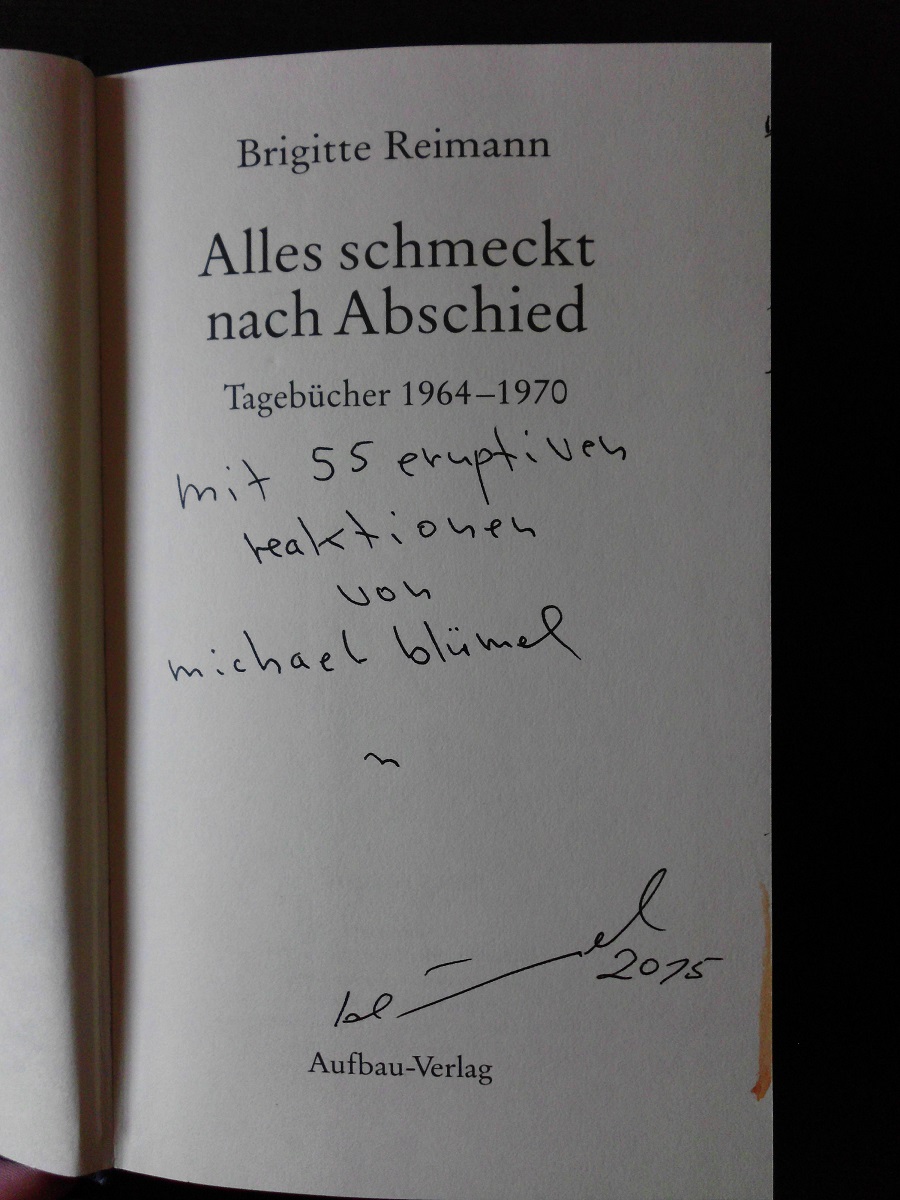 Brigitte Reimann
Alles schmeckt
nach Abschied
Tagebücher 1964–1970
mit 55 eruptiven
reaktionen
von
michael blümel
blümel
2015
Aufbau-Verlag